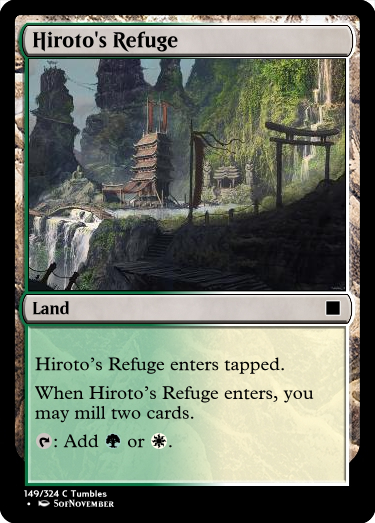 Hiroto's Refuge
Land
Hiroto's Refuge enters tapped.
When Hiroto's Refuge enters, you
may mill two cards.
: Add or .
149/324 C Tumbles
• SofNovember